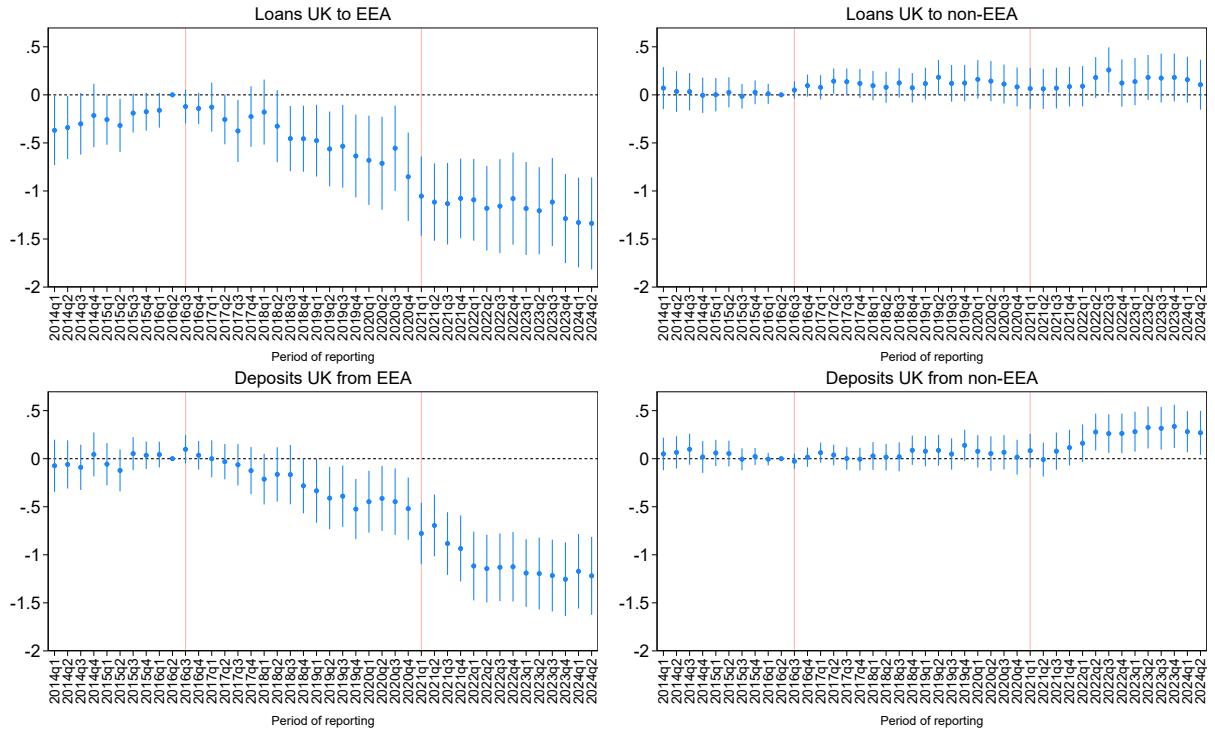 Loans UK to EEA
.5
0
-.5
-1
-1.5
-2
2014q1 2014q2 2014q3 2014q4 2015q1 2015q2 2015q3 2015q4 2016q1 2016q2 2016q3 2016q4 2017q1 2017q2 2017q3 2017q4 2018q1 2018q2 2018q3 2018q4 2019q1 2019q2 2019q3 2019q4 2020q1 2020q2 2020q3 2020q4 2021q1 2021q2 2021q3 2021q4 2022q1 2022q2 2022q3 2022q4 2023q1 2023q2 2023q3 2023q4 2024q1 2024q2
Period of reporting
Loans UK to non-EEA
.5
0
-.5
-1
-1.5
-2
2014q1 2014q2 2014q3 2014q4 2015q1 2015q2 2015q3 2015q4 2016q1 2016q2 2016q3 2016q4 2017q1 2017q2 2017q3 2017q4 2018q1 2018q2 2018q3 2018q4 2019q1 2019q2 2019q3 2019q4 2020q1 2020q2 2020q3 2020q4 2021q1 2021q2 2021q3 2021q4 2022q1 2022q2 2022q3 2022q4 2023q1 2023q2 2023q3 2023q4 2024q1 2024q2
Period of reporting
Deposits UK from EEA
.5
0
-.5
-1
-1.5
-2
2014q1 2014q2 2014q3 2014q4 2015q1 2015q2 2015q3 2015q4 2016q1 2016q2 2016q3 2016q4 2017q1 2017q2 2017q3 2017q4 2018q1 2018q2 2018q3 2018q4 2019q1 2019q2 2019q3 2019q4 2020q1 2020q2 2020q3 2020q4 2021q1 2021q2 2021q3 2021q4 2022q1 2022q2 2022q3 2022q4 2023q1 2023q2 2023q3 2023q4 2024q1 2024q2
Period of reporting
Deposits UK from non-EEA
.5
0
-.5
-1
-1.5
-2
2014q1 2014q2 2014q3 2014q4 2015q1 2015q2 2015q3 2015q4 2016q1 2016q2 2016q3 2016q4 2017q1 2017q2 2017q3 2017q4 2018q1 2018q2 2018q3 2018q4 2019q1 2019q2 2019q3 2019q4 2020q1 2020q2 2020q3 2020q4 2021q1 2021q2 2021q3 2021q4 2022q1 2022q2 2022q3 2022q4 2023q1 2023q2 2023q3 2023q4 2024q1 2024q2
Period of reporting